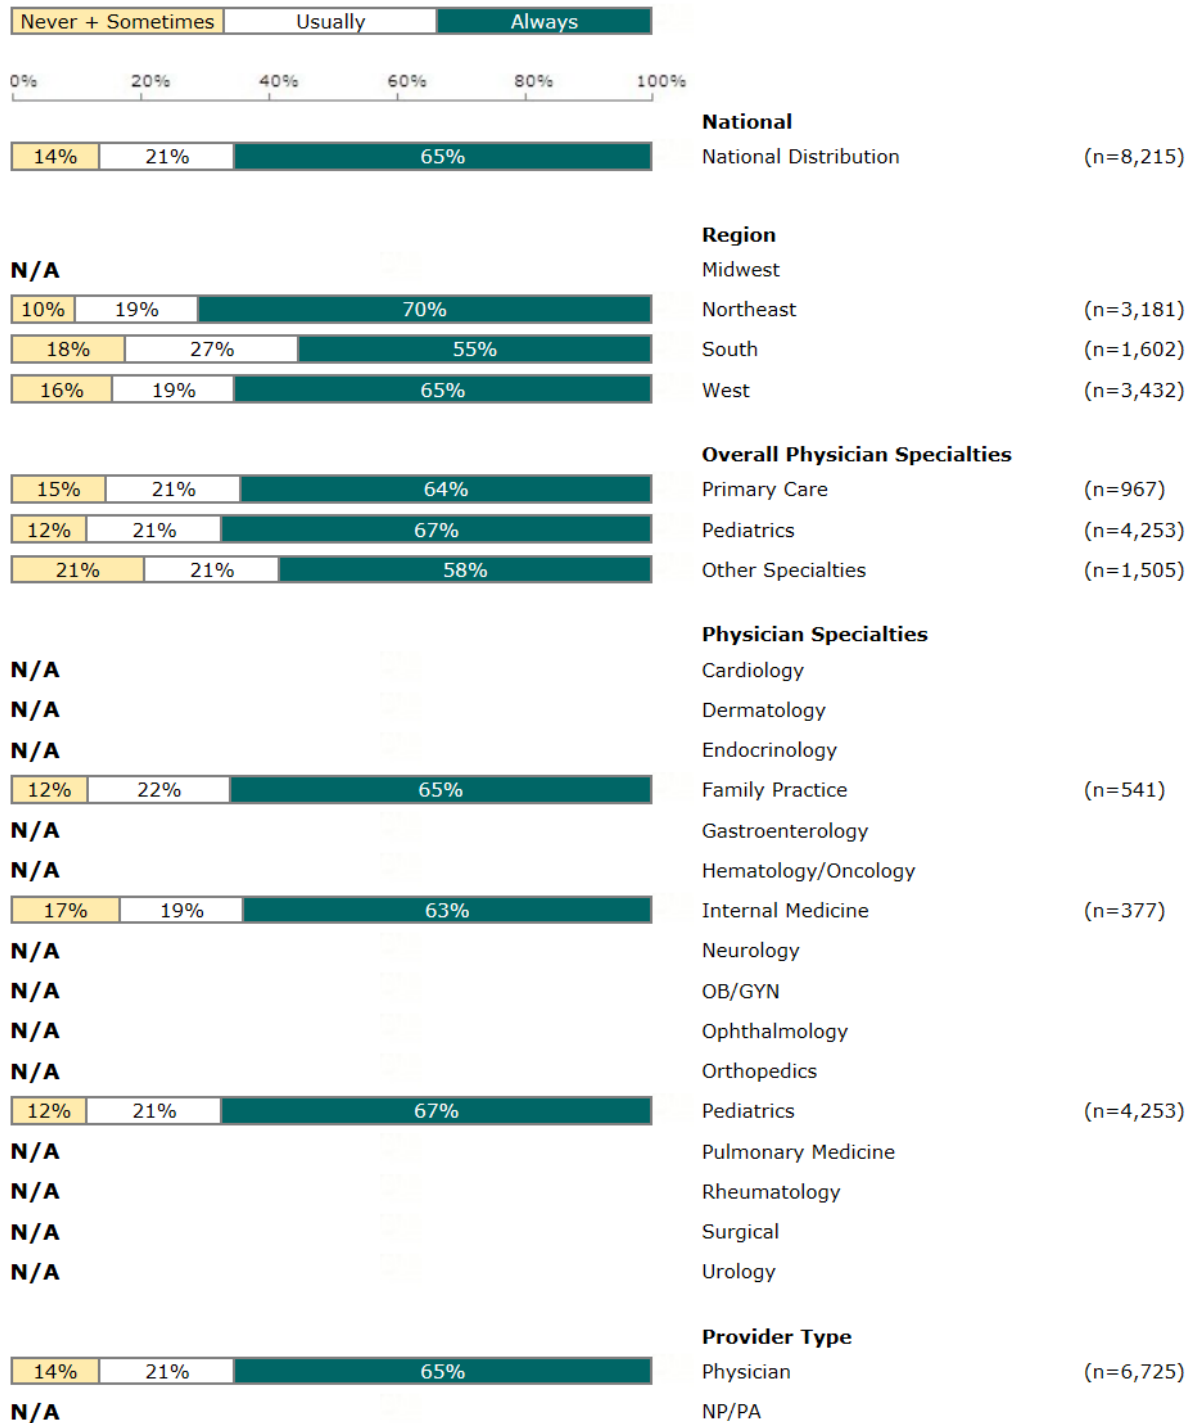 Never + Sometimes Usually Always
0% 20% 40% 60% 80% 100%
National
14% 21% 65% National Distribution (n=8,215)
Region
N/A Midwest
10% 19% 70% Northeast (n=3,181)
18% 27% 55% South (n=1,602)
16% 19% 65% West (n=3,432)
Overall Physician Specialties
15% 21% 64% Primary Care (n=967)
12% 21% 67% Pediatrics (n=4,253)
21% 21% 58% Other Specialties (n=1,505)
Physician Specialties
N/A Cardiology
N/A Dermatology
N/A Endocrinology
12% 22% 65% Family Practice (n=541)
N/A Gastroenterology
N/A Hematology/Oncology
17% 19% 63% Internal Medicine (n=377)
N/A Neurology
N/A OB/GYN
N/A Ophthalmology
N/A Orthopedics
12% 21% 67% Pediatrics (n=4,253)
N/A Pulmonary Medicine
N/A Rheumatology
N/A Surgical
N/A Urology
Provider Type
14% 21% 65% Physician (n=6,725)
N/A NP/PA